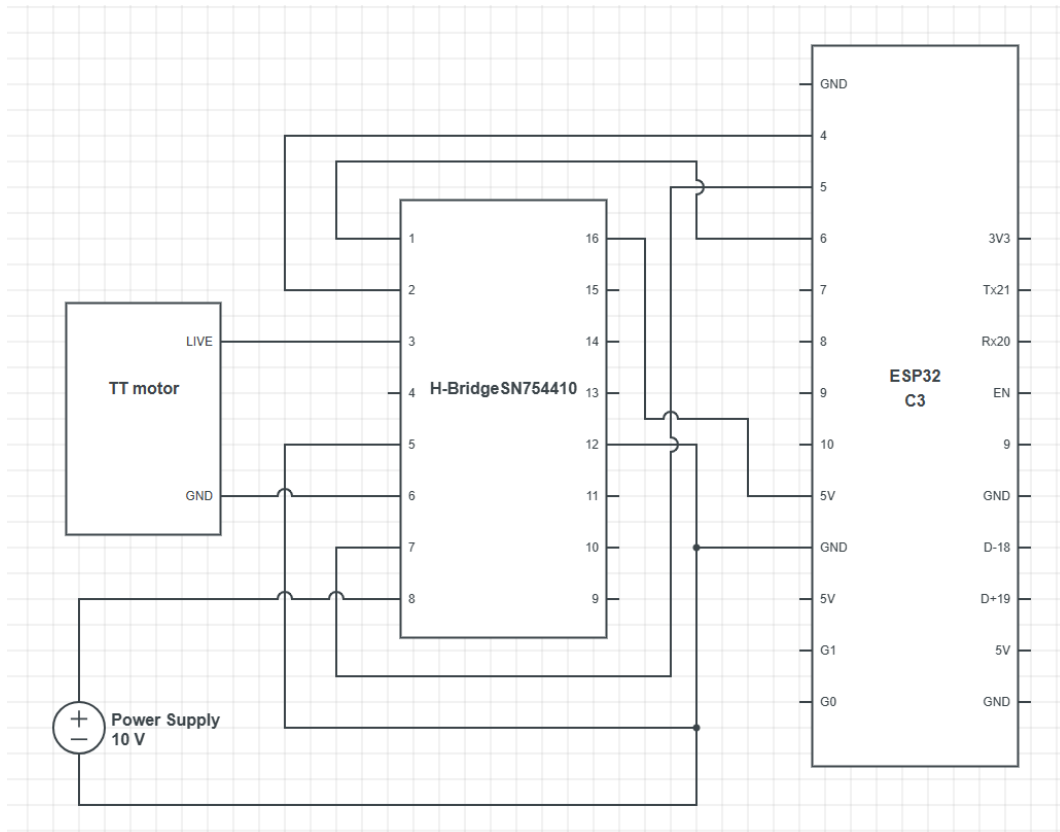 GND
4
5
1
16
6
3V3
2
15
7
Tx21
LIVE
3
14
8
Rx20
TT motor
H-BridgeSN754410
ESP32
C3
4
13
9
EN
5
12
10
9
GND
6
11
5V
GND
7
10
GND
D-18
8
9
5V
D+19
G1
5V
G0
GND
Power Supply
10 V